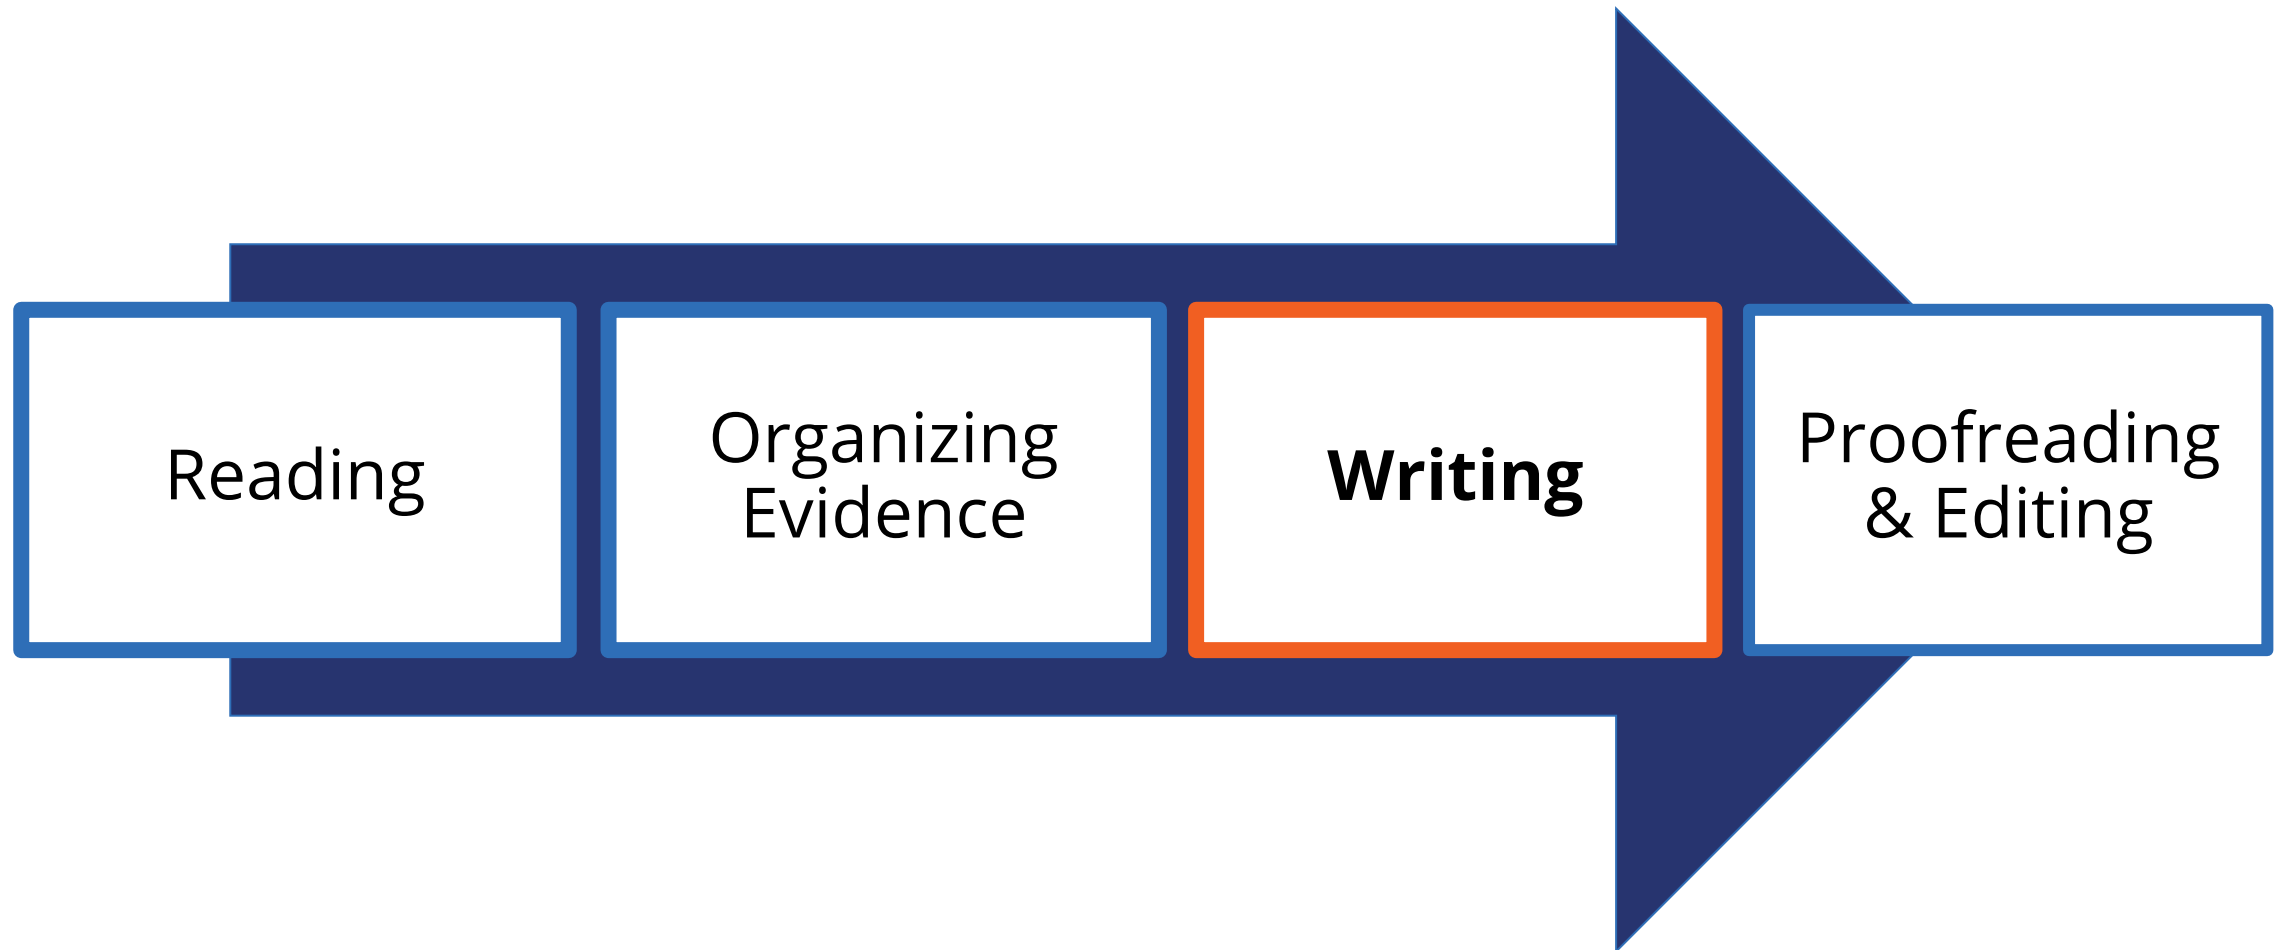 Reading
Organizing
Evidence
Writing
Proofreading
& Editing